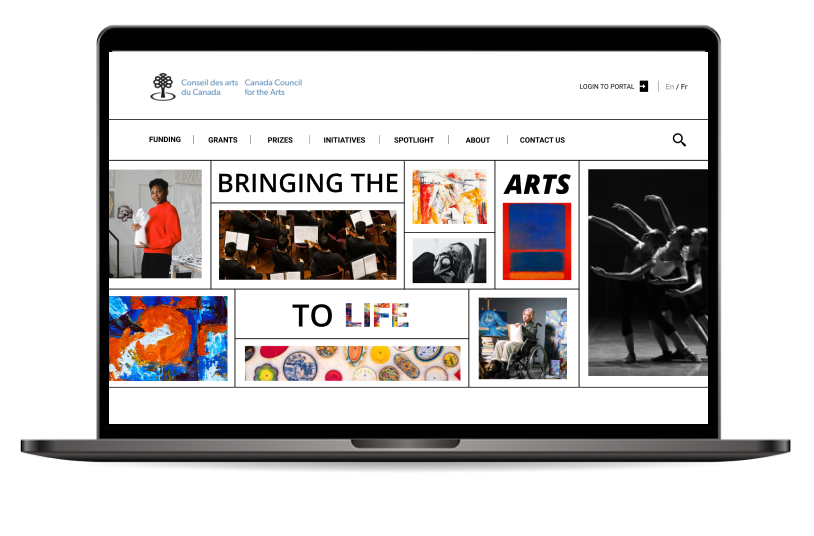 Conseil des arts Canada Council
du Canada for the Arts
LOGIN TO PORTAL En / Fr
FUNDING GRANTS PRIZES INITIATIVES SPOTLIGHT ABOUT CONTACT US
BRINGING THE ARTS
TO LIFE